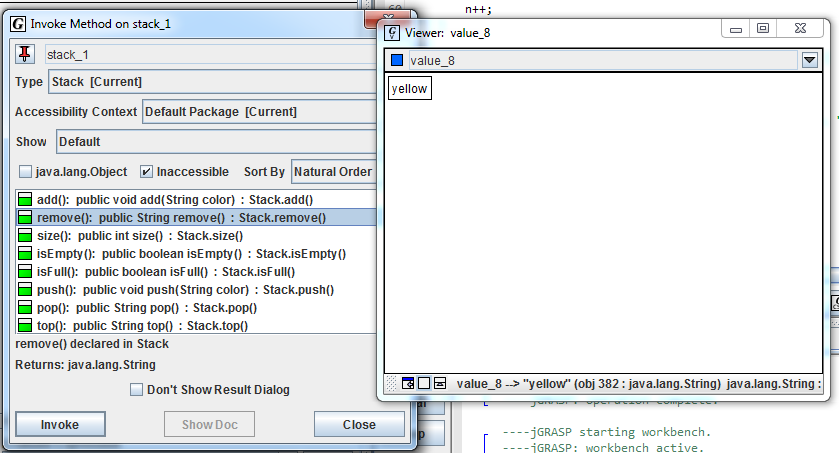 60
n++;
Invoke Method on stack_1
stack_1
Type Stack [Current]
Accessibility Context Default Package [Current]
Show Default
java.lang.Object Inaccessible Sort By Natural Order
add(): public void add(String color) : Stack.add()
remove(): public String remove() : Stack.remove()
size(): public int size() : Stack.size()
isEmpty(): public boolean isEmpty() : Stack.isEmpty()
isFull(): public boolean isFull() : Stack.isFull()
push(): public void push(String color) : Stack.push()
pop(): public String pop() : Stack.pop()
top(): public String top() : Stack.top()
remove() declared in Stack
Returns: java.lang.String
Don't Show Result Dialog
Invoke Show Doc Close
Viewer: value_8
value_8
yellow
value_8 --> "yellow" (obj 382 : java.lang.String) java.lang.String :
----jGRASP: operation complete.
----jGRASP starting workbench.
----jGRASP: workbench active.